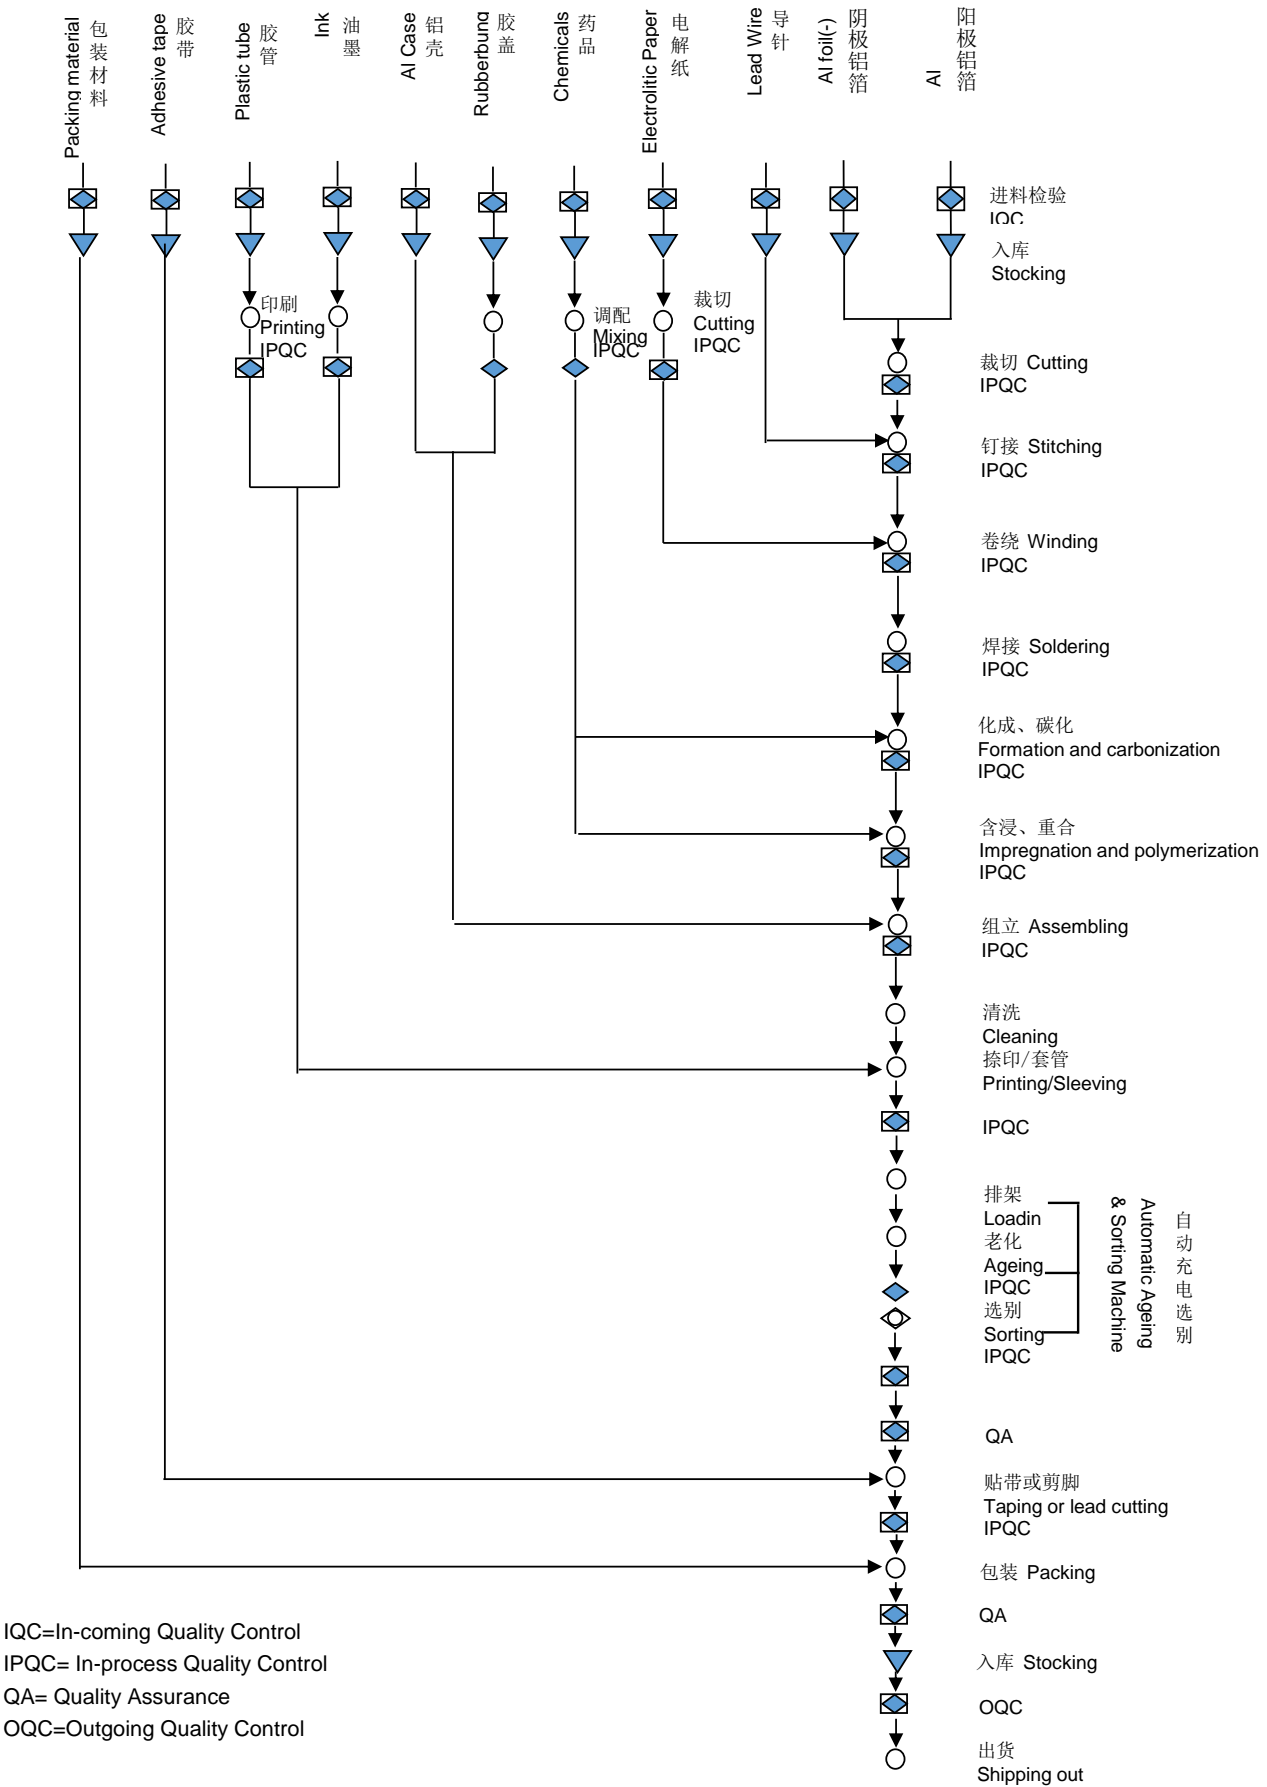 Packing material
包装材料
Adhesive tape
胶带
Plastic tube
胶管
Ink
油墨
Al Case
铝壳
Rubberbung
胶盖
Chemicals
药品
Electrolitic Paper
电解纸
Lead Wire
导针
Al foil(-)
阴极铝箔
Al
阳极铝箔
进料检验
IQC
入库
Stocking
印刷
Printing
IPQC
调配
Mixing
IPQC
裁切
Cutting
IPQC
裁切 Cutting
IPQC
钉接 Stitching
IPQC
卷绕 Winding
IPQC
焊接 Soldering
IPQC
化成、碳化
Formation and carbonization
IPQC
含浸、重合
Impregnation and polymerization
IPQC
组立 Assembling
IPQC
清洗
Cleaning
捺印/套管
Printing/Sleeving
IPQC
排架
Loadin
老化
Ageing
IPQC
选别
Sorting
IPQC
Automatic Ageing
& Sorting Machine
自动充电选别
QA
贴带或剪脚
Taping or lead cutting
IPQC
包装 Packing
QA
入库 Stocking
OQC
出货
Shipping out
IQC=In-coming Quality Control
IPQC= In-process Quality Control
QA= Quality Assurance
OQC=Outgoing Quality Control